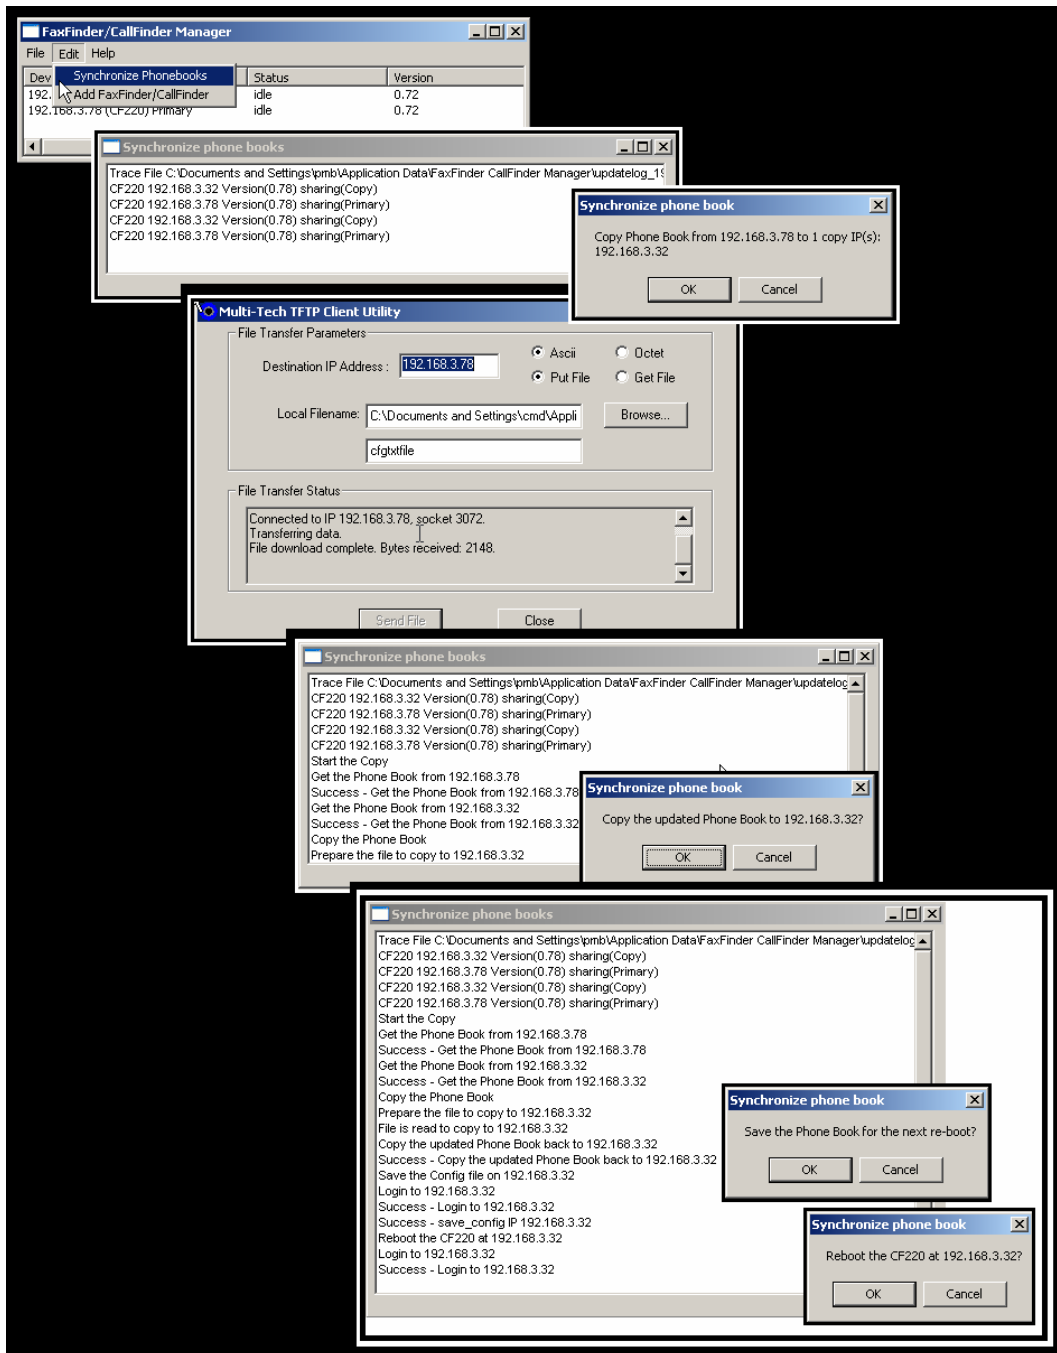 FaxFinder/CallFinder Manager
File Edit Help
Dev Status Version
Synchronize Phonebooks
192. idle 0.72
Add FaxFinder/CallFinder
192.168.3.78 (CF220) Primary idle 0.72
Synchronize phone books
Trace File C:\Documents and Settings\pmb\Application Data\FaxFinder CallFinder Manager\updatelog_19
CF220 192.168.3.32 Version(0.78) sharing(Copy)
CF220 192.168.3.78 Version(0.78) sharing(Primary)
CF220 192.168.3.32 Version(0.78) sharing(Copy)
CF220 192.168.3.78 Version(0.78) sharing(Primary)
Synchronize phone book
Copy Phone Book from 192.168.3.78 to 1 copy IP(s):
192.168.3.32
OK Cancel
Multi-Tech TFTP Client Utility
File Transfer Parameters
Destination IP Address : 192.168.3.78
Ascii Octet
Put File Get File
Local Filename: C:\Documents and Settings\cmd\Appli Browse...
cfgtxtfile
File Transfer Status
Connected to IP 192.168.3.78, socket 3072.
Transferring data.
File download complete. Bytes received: 2148.
Send File Close
Synchronize phone books
Trace File C:\Documents and Settings\pmb\Application Data\FaxFinder CallFinder Manager\updatelog
CF220 192.168.3.32 Version(0.78) sharing(Copy)
CF220 192.168.3.78 Version(0.78) sharing(Primary)
CF220 192.168.3.32 Version(0.78) sharing(Copy)
CF220 192.168.3.78 Version(0.78) sharing(Primary)
Start the Copy
Get the Phone Book from 192.168.3.78
Success - Get the Phone Book from 192.168.3.78
Get the Phone Book from 192.168.3.32
Success - Get the Phone Book from 192.168.3.32
Copy the Phone Book
Prepare the file to copy to 192.168.3.32
Synchronize phone book
Copy the updated Phone Book to 192.168.3.32?
OK Cancel
Synchronize phone books
Trace File C:\Documents and Settings\pmb\Application Data\FaxFinder CallFinder Manager\updatelog
CF220 192.168.3.32 Version(0.78) sharing(Copy)
CF220 192.168.3.78 Version(0.78) sharing(Primary)
CF220 192.168.3.32 Version(0.78) sharing(Copy)
CF220 192.168.3.78 Version(0.78) sharing(Primary)
Start the Copy
Get the Phone Book from 192.168.3.78
Success - Get the Phone Book from 192.168.3.78
Get the Phone Book from 192.168.3.32
Success - Get the Phone Book from 192.168.3.32
Copy the Phone Book
Prepare the file to copy to 192.168.3.32
File is read to copy to 192.168.3.32
Copy the updated Phone Book back to 192.168.3.32
Success - Copy the updated Phone Book back to 192.168.3.32
Save the Config file on 192.168.3.32
Login to 192.168.3.32
Success - Login to 192.168.3.32
Success - save_config IP 192.168.3.32
Reboot the CF220 at 192.168.3.32
Login to 192.168.3.32
Success - Login to 192.168.3.32
Synchronize phone book
Save the Phone Book for the next re-boot?
OK Cancel
Synchronize phone book
Reboot the CF220 at 192.168.3.32?
OK Cancel